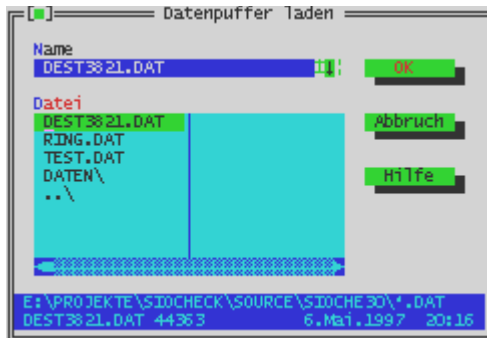 Datenpuffer laden
Name
DEST3821.DAT
OK
Datei
DEST3821.DAT
Abbruch
RING.DAT
TEST.DAT
DATEN\
Hilfe
..\
E:\PROJEKTE\SIOCHECK\SOURCE\SIOCHE30\*.DAT
DEST3821.DAT 44363 6.Mai.1997 20:16